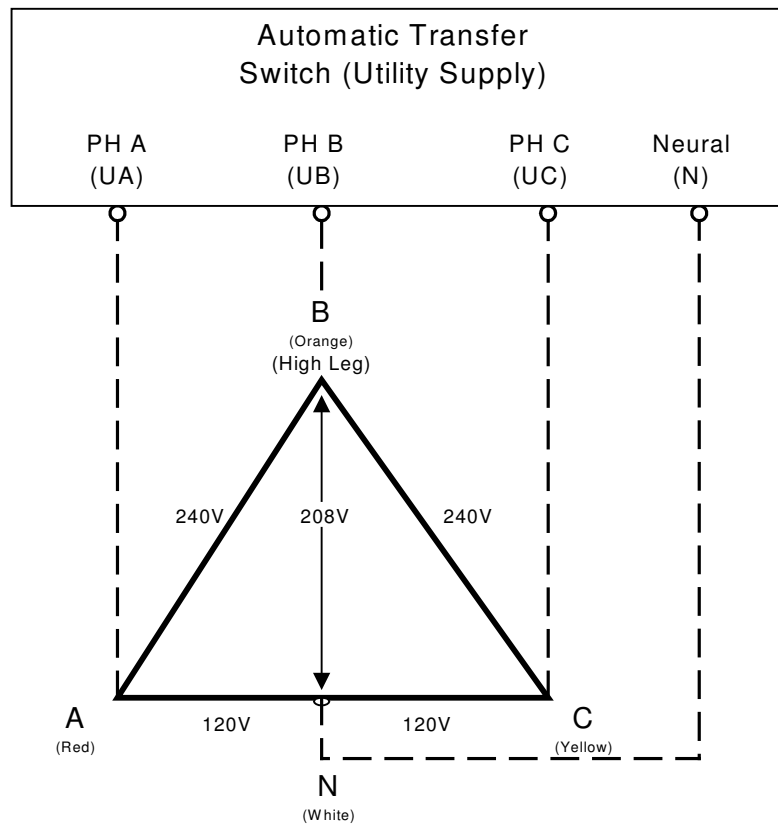 Automatic Transfer
Switch (Utility Supply)
PH A
(UA)
PH B
(UB)
PH C
(UC)
Neural
(N)
B
(Orange)
(High Leg)
240V
208V
240V
A
(Red)
120V
120V
C
(Yellow)
N
(White)